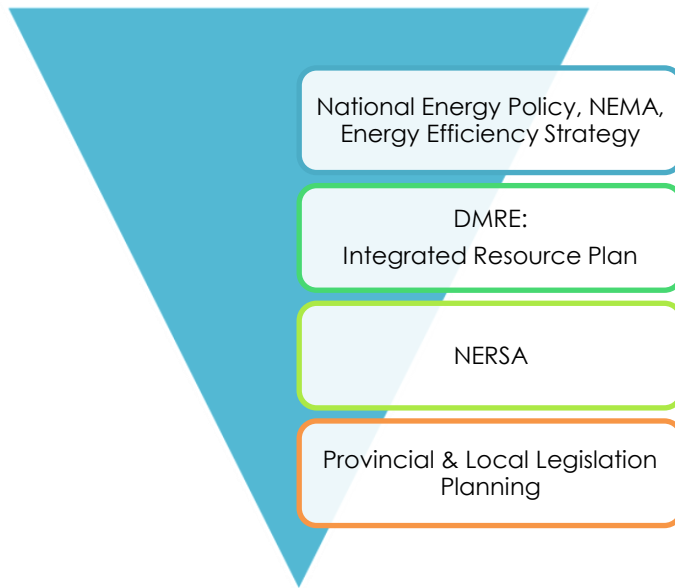 National Energy Policy, NEMA,
Energy Efficiency Strategy
DMRE:
Integrated Resource Plan
NERSA
Provincial & Local Legislation
Planning